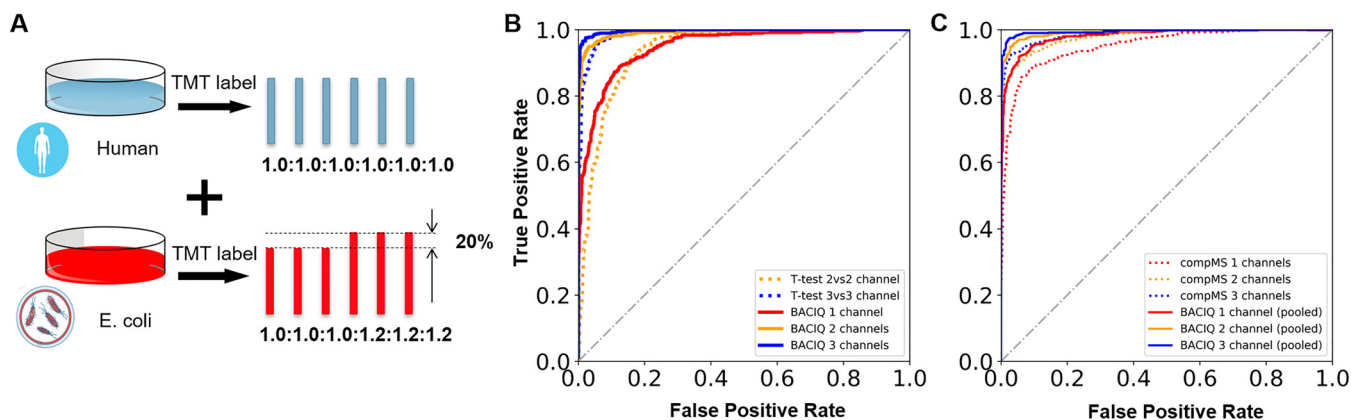 A
TMT label
Human
1.0:1.0:1.0:1.0:1.0:1.0
TMT label
20%
E. coli
1.0:1.0:1.0:1.2:1.2:1.2
B
True Positive Rate
1.0
0.8
0.6
0.4
0.2
0.0
T-test 2vs2 channel
T-test 3vs3 channel
BACIQ 1 channel
BACIQ 2 channels
BACIQ 3 channels
0.0 0.2 0.4 0.6 0.8 1.0
False Positive Rate
C
1.0
0.8
0.6
0.4
0.2
0.0
compMS 1 channels
compMS 2 channels
compMS 3 channels
BACIQ 1 channel (pooled)
BACIQ 2 channel (pooled)
BACIQ 3 channel (pooled)
0.0 0.2 0.4 0.6 0.8 1.0
False Positive Rate